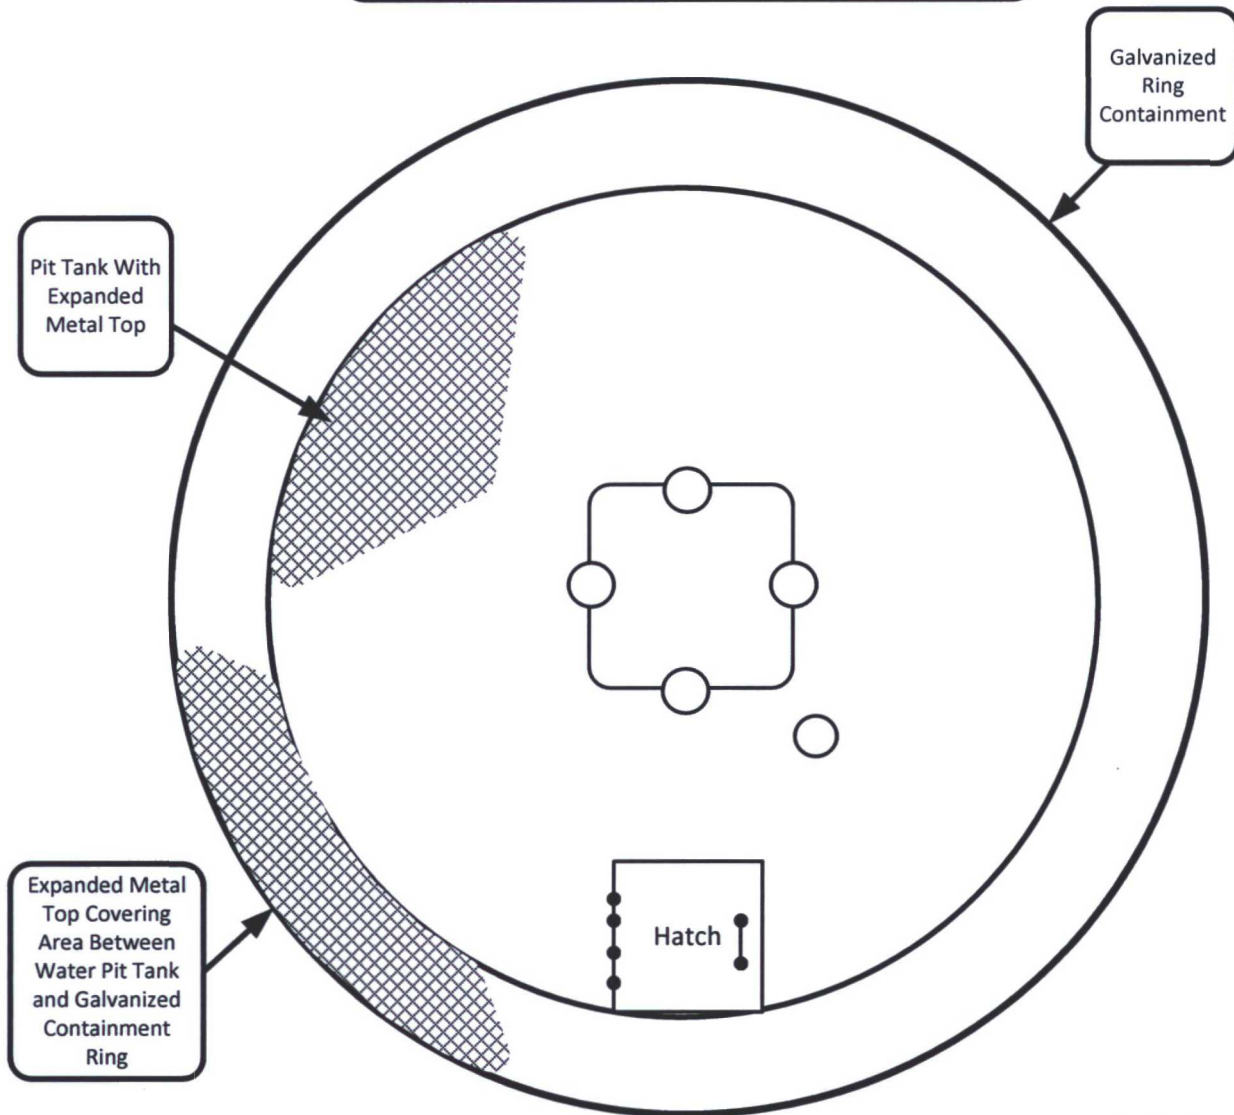 Galvanized
Ring
Containment
Pit Tank With
Expanded
Metal Top
Expanded Metal
Top Covering
Area Between
Water Pit Tank
and Galvanized
Containment
Ring
Hatch